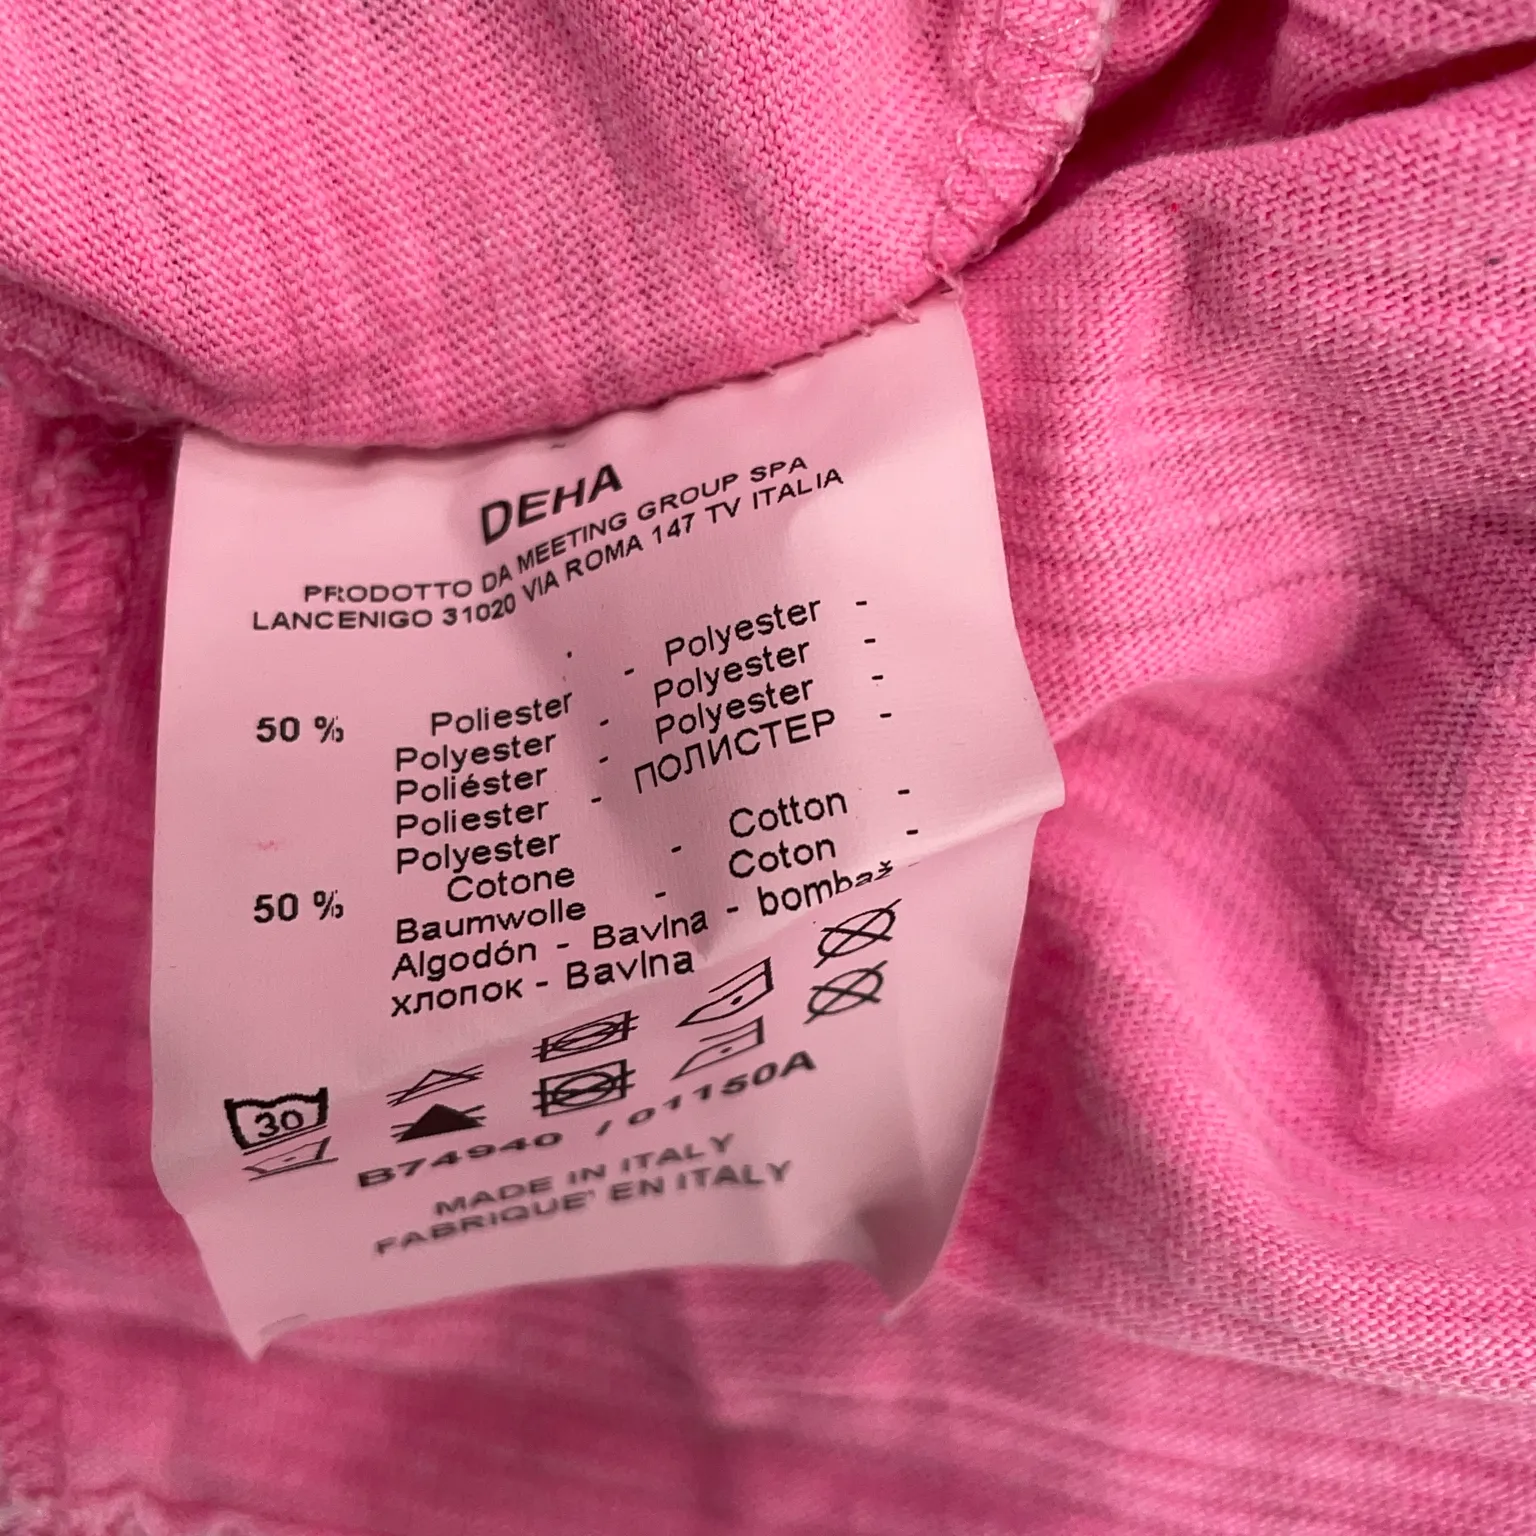 DEHA
PRODOTTO DA MEETING GROUP SPA
LANCENIGO 31020 VIA ROMA 147 TV ITALIA
50 % Poliester - Polyester -
Polyester - Polyester -
Poliéster - Polyester -
Poliester - ПОЛИСТЕР -
Polyester
50 % Cotone - Cotton -
Baumwolle - Coton -
Algodón - Bavlna - bombaž -
хлопок - Bavlna
30
B74940 / 01150A
MADE IN ITALY
FABRIQUE' EN ITALY